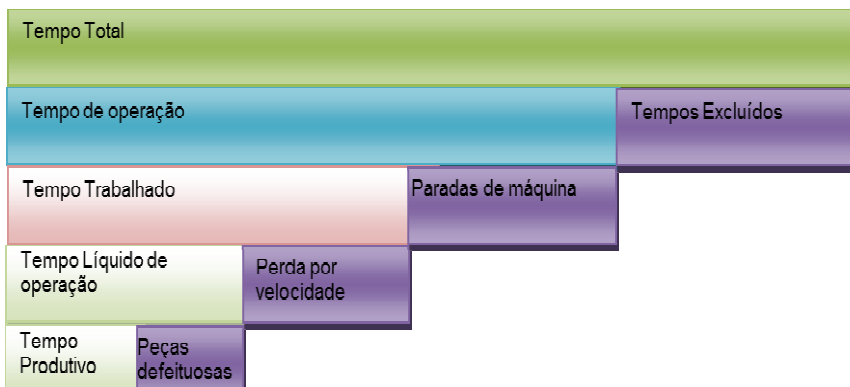 Tempo Total
Tempo de operação
Tempos Excluídos
Tempo Trabalhado
Paradas de máquina
Tempo Líquido de
operação
Perda por
velocidade
Tempo
Produtivo
Peças
defeituosas